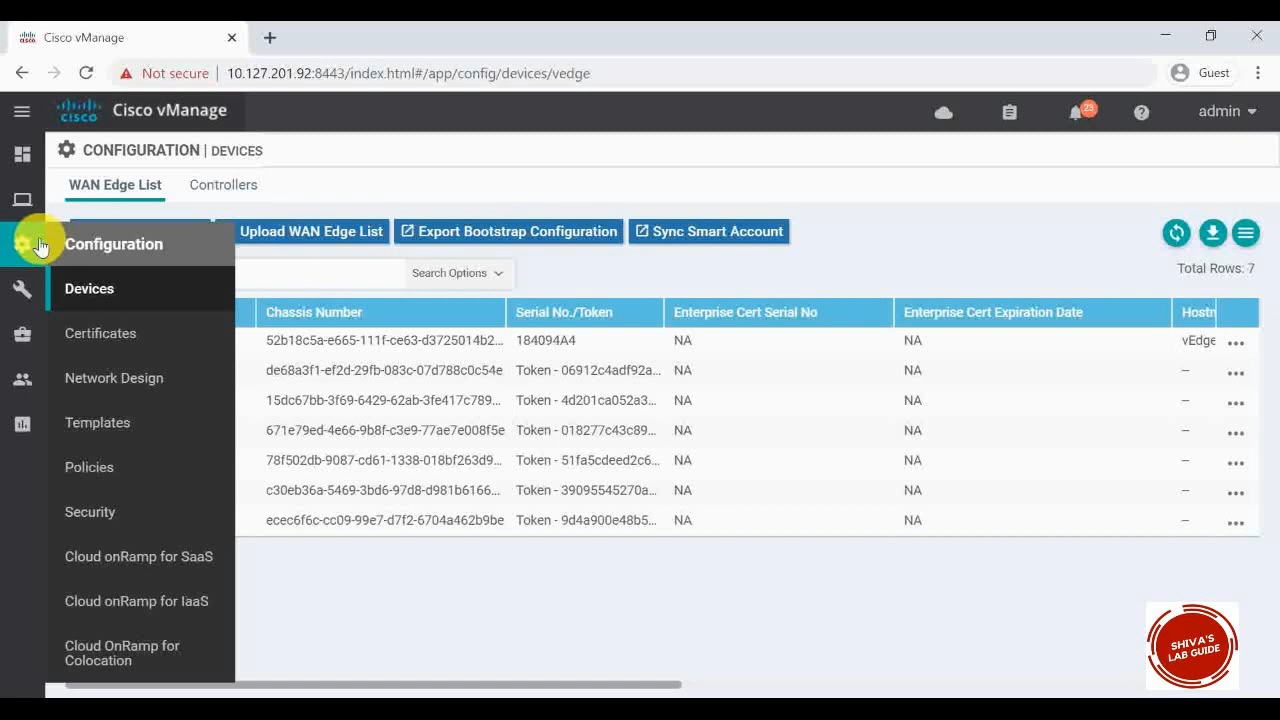 Cisco vManage
Not secure
10.127.201.92:8443/index.html#/app/config/devices/vedge
Guest
cisco
Cisco vManage
23
admin
CONFIGURATION | DEVICES
WAN Edge List
Controllers
Upload WAN Edge List
Export Bootstrap Configuration
Sync Smart Account
Configuration
Devices
Certificates
Network Design
Templates
Policies
Security
Cloud onRamp for SaaS
Cloud onRamp for IaaS
Cloud OnRamp for
Colocation
Search Options
Total Rows: 7
Chassis Number Serial No./Token Enterprise Cert Serial No Enterprise Cert Expiration Date Hostn
52b18c5a-e665-111f-ce63-d3725014b2... 184094A4 NA NA vEdge
de68a3f1-ef2d-29fb-083c-07d788c0c54e Token - 06912c4adf92a... NA NA --
15dc67bb-3f69-6429-62ab-3fe417c789... Token - 4d201ca052a3... NA NA --
671e79ed-4e66-9b8f-c3e9-77ae7e008f5e Token - 018277c43c89... NA NA --
78f502db-9087-cd61-1338-018bf263d9... Token - 51fa5cdeed2c6... NA NA --
c30eb36a-5469-3bd6-97d8-d981b6166... Token - 39095545270a... NA NA --
ecec6f6c-cc09-99e7-d7f2-6704a462b9be Token - 9d4a900e48b5... NA NA --
SHIVA'S
LAB GUIDE